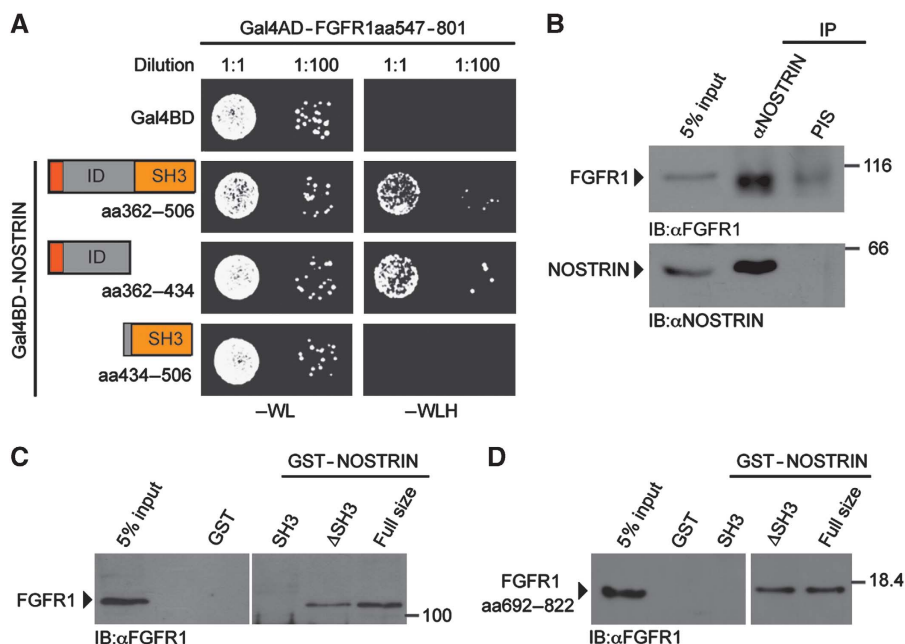 A
Gal4AD-FGFR1aa547-801
Dilution 1:1 1:100 1:1 1:100
Gal4BD
Gal4BD-NOSTRIN
ID SH3
aa362–506
ID
aa362–434
SH3
aa434–506
–WL –WLH
B
IP
5% input αNOSTRIN PIS
FGFR1
116
IB:αFGFR1
66
NOSTRIN
IB:αNOSTRIN
C
GST-NOSTRIN
5% input GST SH3 ΔSH3 Full size
FGFR1
100
IB:αFGFR1
D
GST-NOSTRIN
5% input GST SH3 ΔSH3 Full size
FGFR1
aa692–822
18.4
IB:αFGFR1